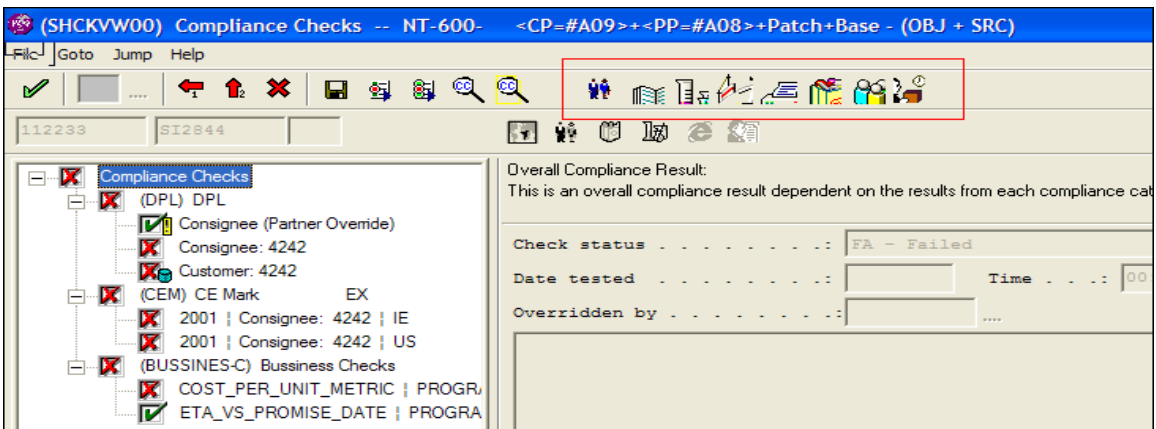 (SHCKVW00) Compliance Checks -- NT-600- <CP=#A09>+<PP=#A08>+Patch+Base - (OBJ + SRC)
File Goto Jump Help
112233 SI2844
Compliance Checks
(DPL) DPL
Consignee (Partner Override)
Consignee: 4242
Customer: 4242
(CEM) CE Mark EX
2001 ¦ Consignee: 4242 ¦ IE
2001 ¦ Consignee: 4242 ¦ US
(BUSSINES-C) Bussiness Checks
COST_PER_UNIT_METRIC ¦ PROGRA
ETA_VS_PROMISE_DATE ¦ PROGRA
Overall Compliance Result:
This is an overall compliance result dependent on the results from each compliance cat
Check status . . . . . . . . .: FA - Failed
Date tested . . . . . . . .: Time . . .: 00
Overridden by . . . . . . . .: ....